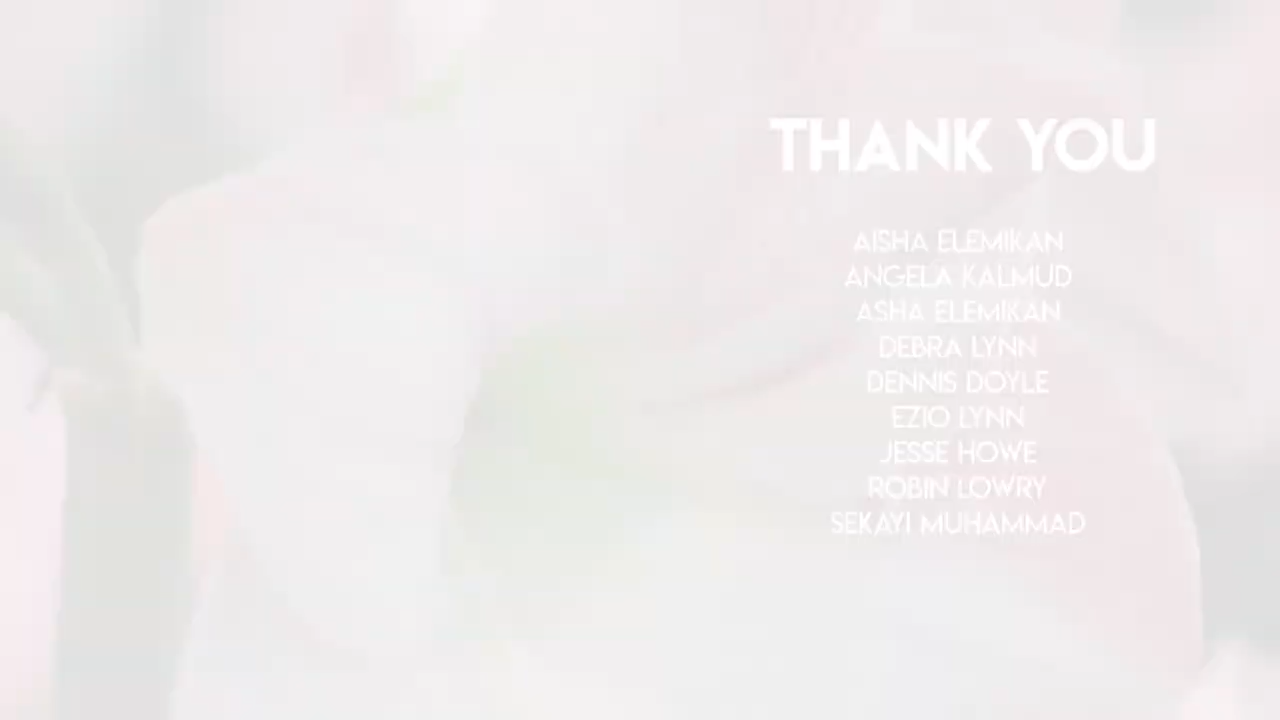 THANK YOU
AISHA ELEMIKAN
ANGELA KALMUD
ASHA ELEMIKAN
DEBRA LYNN
DENNIS DOYLE
EZIO LYNN
JESSE HOWE
ROBIN LOWRY
SEKAYI MUHAMMAD